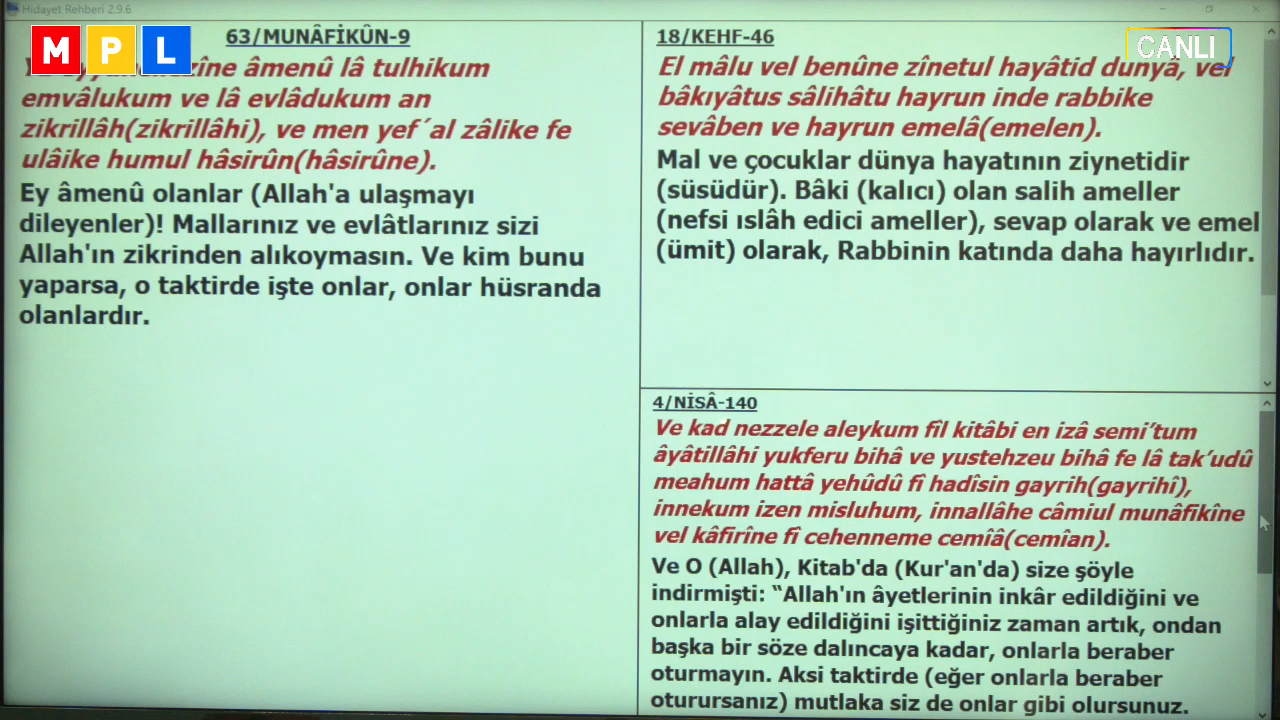 Hidayet Rehberi 2.9.6
MPL
CANLI
63/MUNÂFİKÛN-9
ulezîne âmenû lâ tulhikum
emvâlukum ve lâ evlâdukum an
zikrillâh(zikrillâhi), ve men yef´al zâlike fe
ulâike humul hâsirûn(hâsirûne).
Ey âmenû olanlar (Allah'a ulaşmayı
dileyenler)! Mallarınız ve evlâtlarınız sizi
Allah'ın zikrinden alıkoymasın. Ve kim bunu
yaparsa, o taktirde işte onlar, onlar hüsranda
olanlardır.
18/KEHF-46
El mâlu vel benûne zînetul hayâtid dunyâ, vel
bâkıyâtus sâlihâtu hayrun inde rabbike
sevâben ve hayrun emelâ(emelen).
Mal ve çocuklar dünya hayatının ziynetidir
(süsüdür). Bâki (kalıcı) olan salih ameller
(nefsi ıslâh edici ameller), sevap olarak ve emel
(ümit) olarak, Rabbinin katında daha hayırlıdır.
4/NİSÂ-140
Ve kad nezzele aleykum fîl kitâbi en izâ semi’tum
âyâtillâhi yukferu bihâ ve yustehzeu bihâ fe lâ tak’udû
meahum hattâ yehûdû fî hadîsin gayrih(gayrihî),
innekum izen misluhum, innallâhe câmiul munâfikîne
vel kâfirîne fî cehenneme cemîâ(cemîan).
Ve O (Allah), Kitab'da (Kur'an'da) size şöyle
indirmişti: “Allah'ın âyetlerinin inkâr edildiğini ve
onlarla alay edildiğini işittiğiniz zaman artık, ondan
başka bir söze dalıncaya kadar, onlarla beraber
oturmayın. Aksi taktirde (eğer onlarla beraber
oturursanız) mutlaka siz de onlar gibi olursunuz.